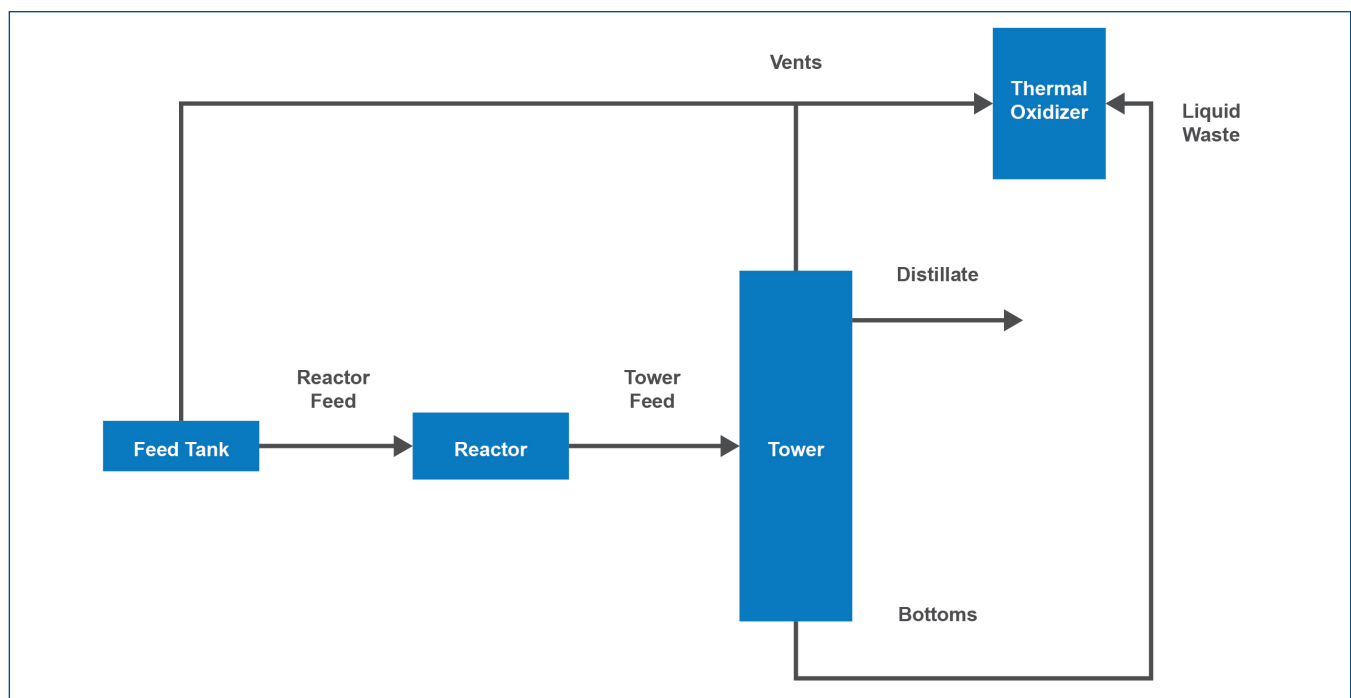 Vents
Thermal
Oxidizer
Liquid
Waste
Distillate
Reactor
Feed
Tower
Feed
Feed Tank
Reactor
Tower
Bottoms